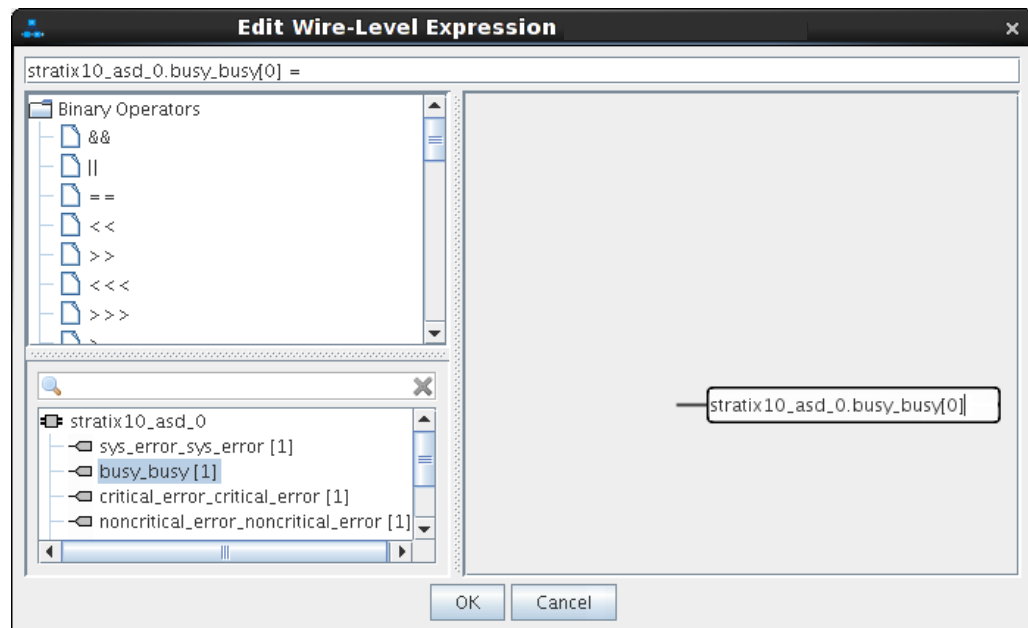 Edit Wire-Level Expression
stratix10_asd_0.busy_busy[0] =
Binary Operators
&&
||
==
<<
>>
<<<
>>>
stratix10_asd_0
sys_error_sys_error [1]
busy_busy [1]
critical_error_critical_error [1]
noncritical_error_noncritical_error [1]
stratix10_asd_0.busy_busy[0]
OK Cancel